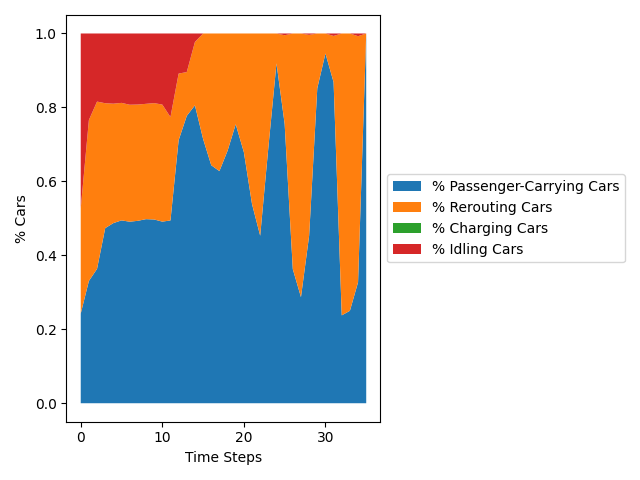 1.0
0.8
0.6
0.4
0.2
0.0
% Cars
0 10 20 30
Time Steps
% Passenger-Carrying Cars
% Rerouting Cars
% Charging Cars
% Idling Cars